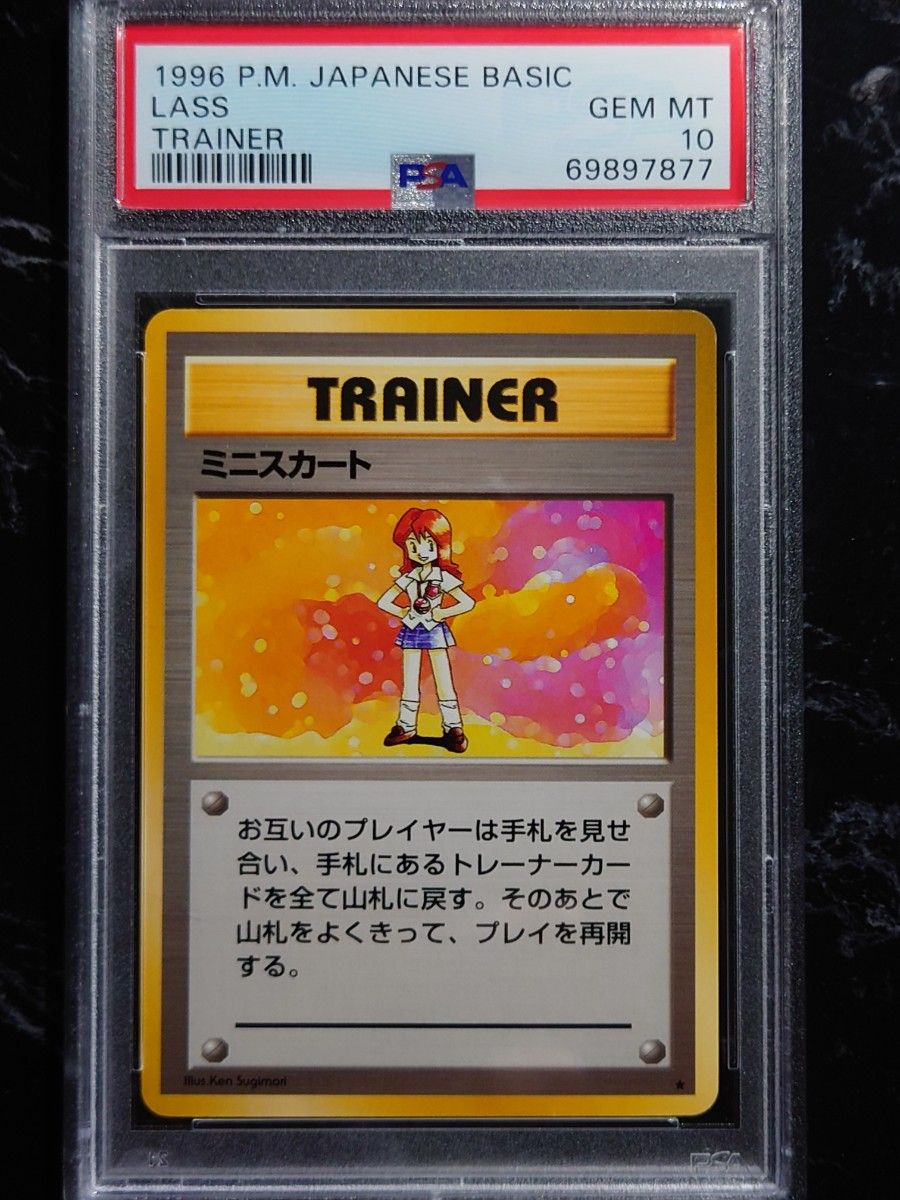 1996 P.M. JAPANESE BASIC
LASS GEM MT
TRAINER 10
PSA 69897877
TRAINER
ミニスカート
お互いのプレイヤーは手札を見せ
合い、手札にあるトレーナーカー
ドを全て山札に戻す。そのあとで
山札をよくきって、プレイを再開
する。
Illus. Ken Sugimori
★
PSA